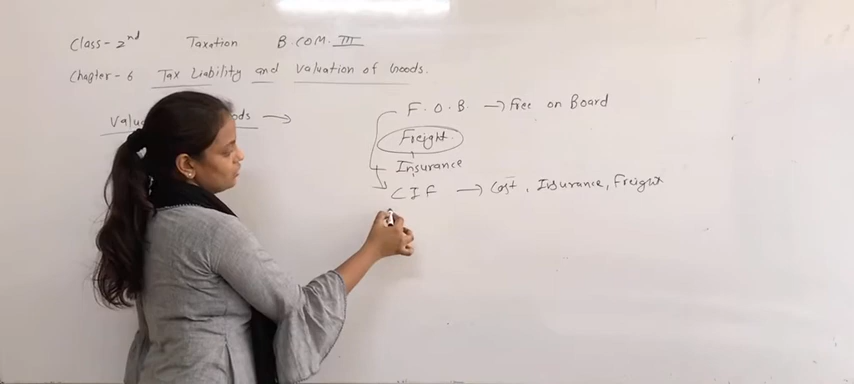 Class-2nd Taxation B.COM.III
Chapter-6 Tax Liability and Valuation of Goods.
F.O.B. → Free on Board
Freight
+ Insurance
CIF → Cost, Insurance, Freight